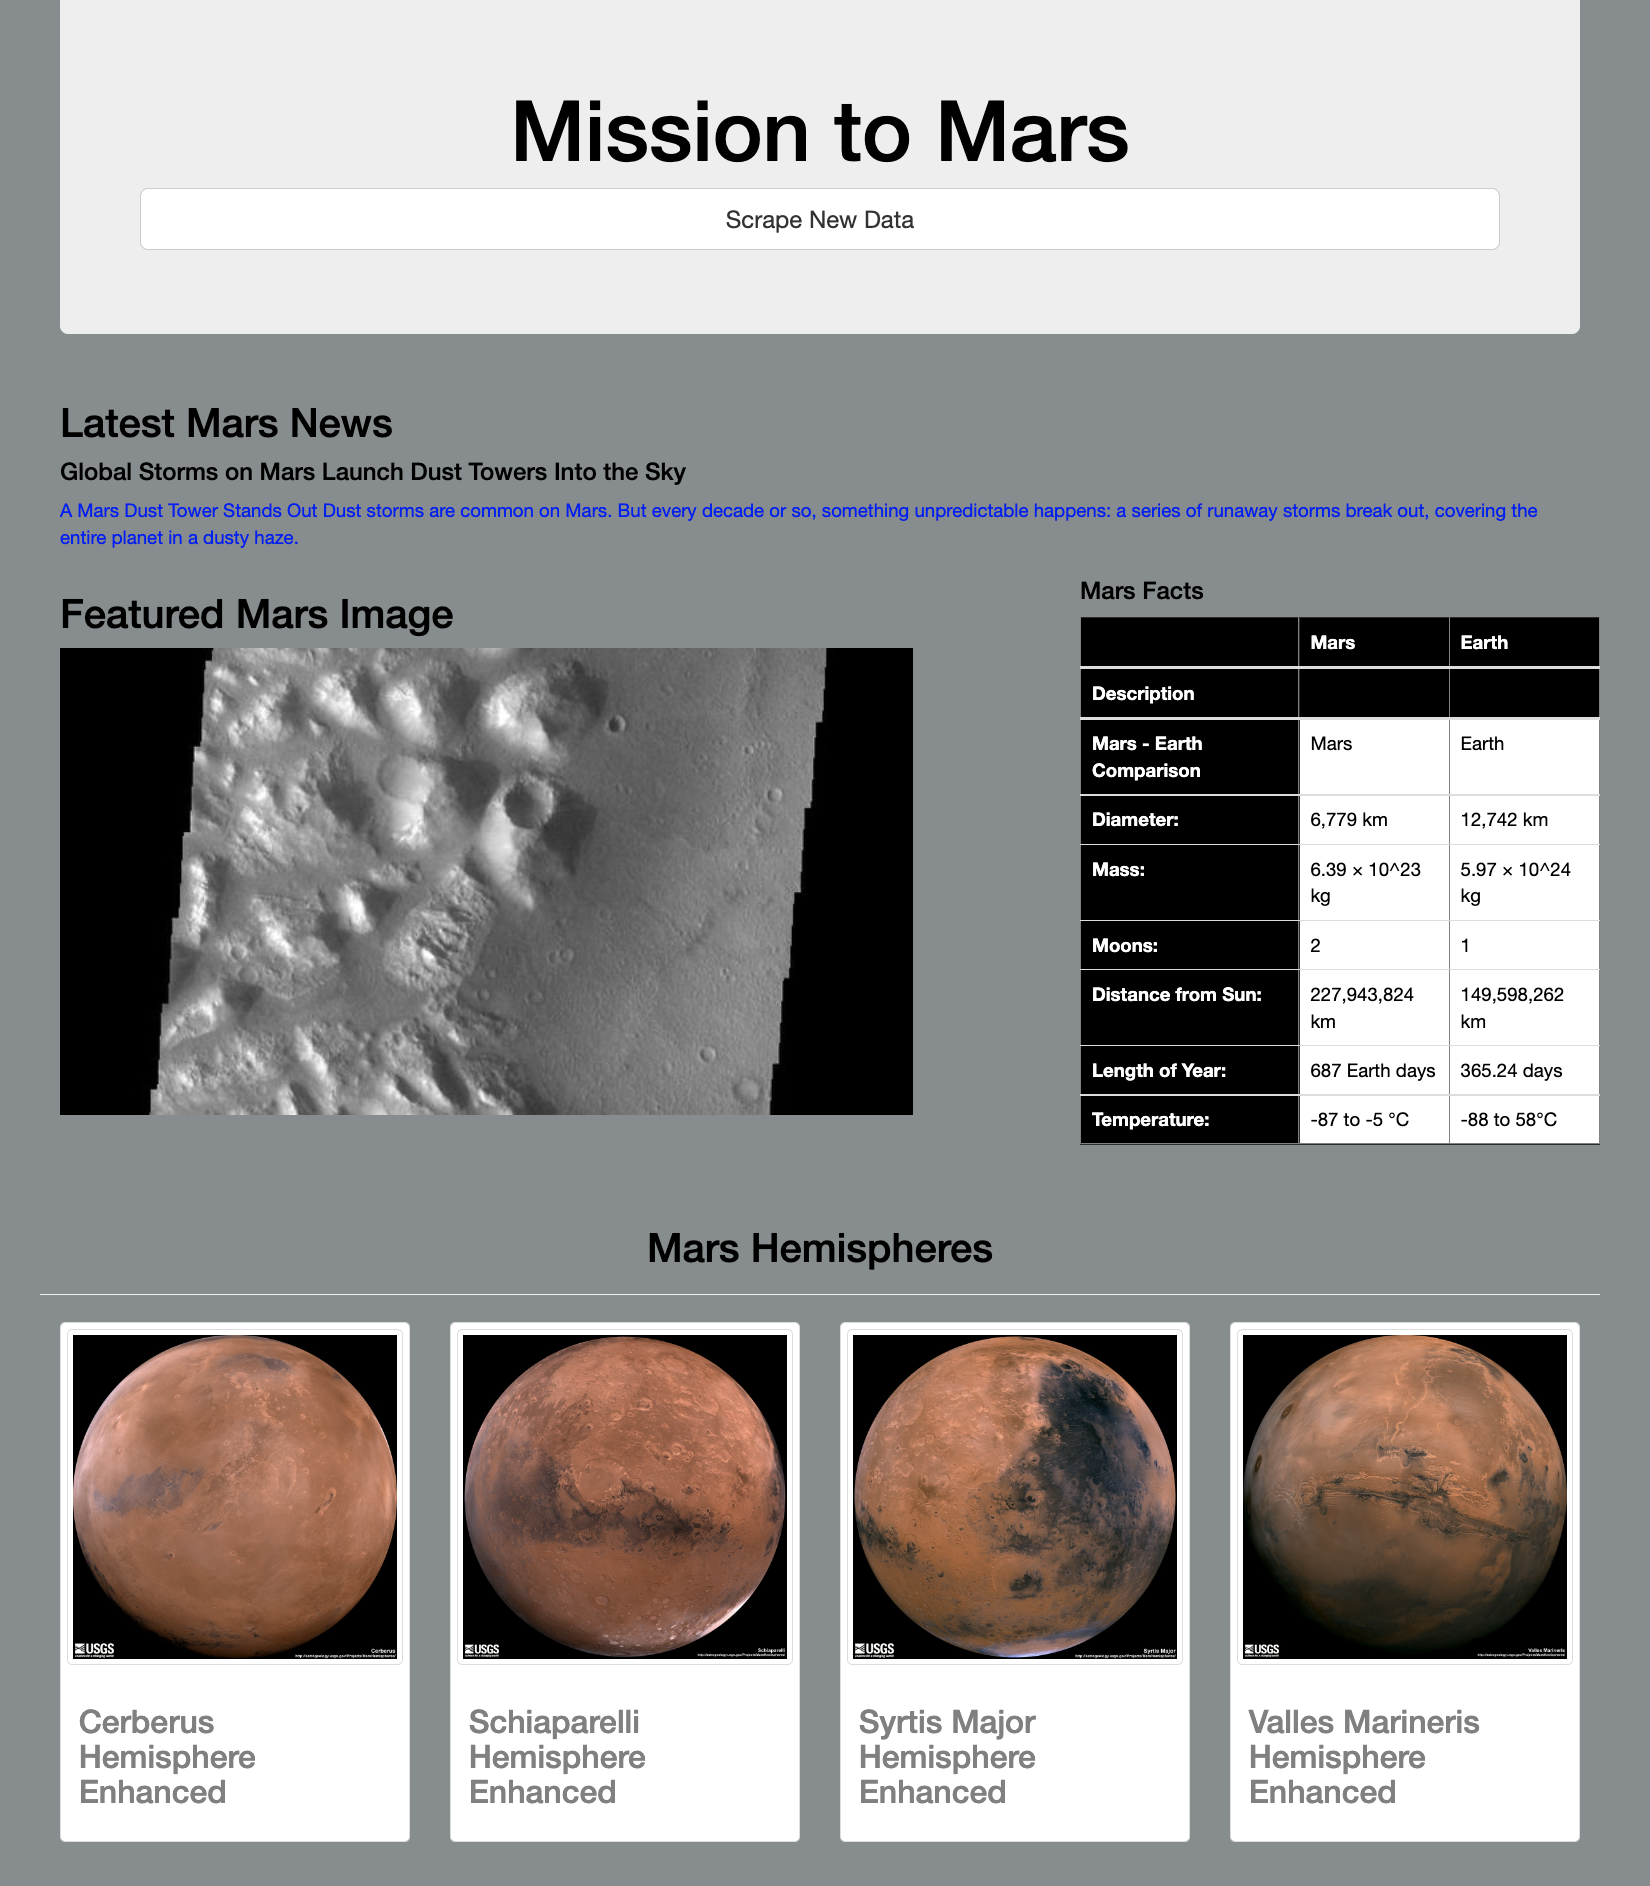 Mission to Mars
Scrape New Data
Latest Mars News
Global Storms on Mars Launch Dust Towers Into the Sky
A Mars Dust Tower Stands Out Dust storms are common on Mars. But every decade or so, something unpredictable happens: a series of runaway storms break out, covering the
entire planet in a dusty haze.
Featured Mars Image
Mars Facts
Mars Earth
Description
Mars - Earth
Comparison
Mars Earth
Diameter: 6,779 km 12,742 km
Mass: 6.39 × 10^23 5.97 × 10^24
kg kg
Moons: 2 1
Distance from Sun: 227,943,824 149,598,262
km km
Length of Year: 687 Earth days 365.24 days
Temperature: -87 to -5 °C -88 to 58°C
Mars Hemispheres
USGS
Cerberus
USGS
Schiaparelli
USGS
Syrtis Major
USGS
Valles Marineris
Cerberus
Hemisphere
Enhanced
Schiaparelli
Hemisphere
Enhanced
Syrtis Major
Hemisphere
Enhanced
Valles Marineris
Hemisphere
Enhanced